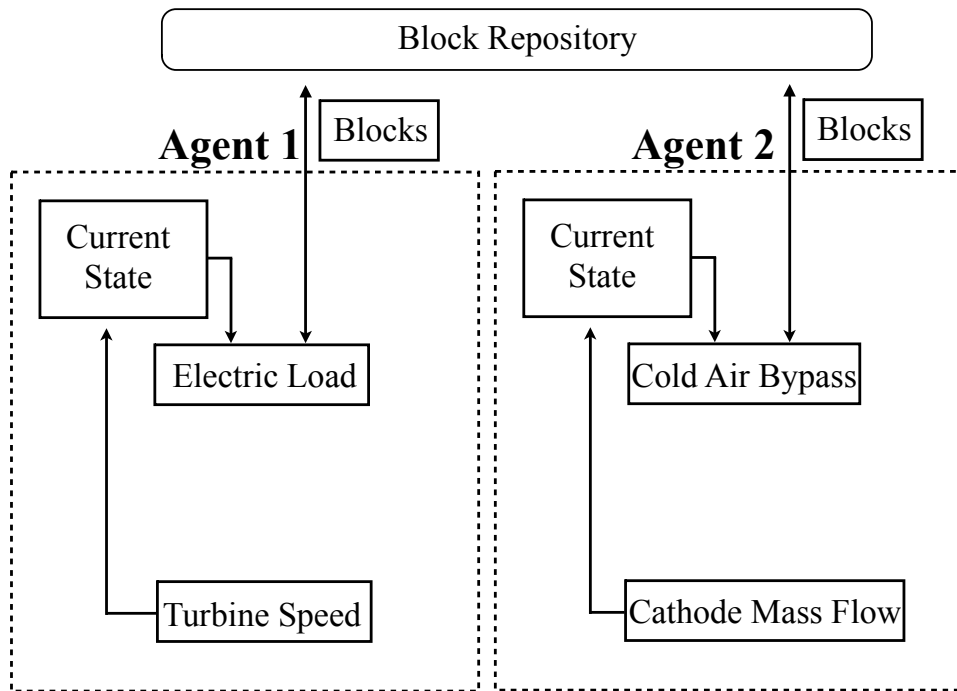 Block Repository
Blocks
Agent 1
Blocks
Agent 2
Current
State
Electric Load
Turbine Speed
Current
State
Cold Air Bypass
Cathode Mass Flow